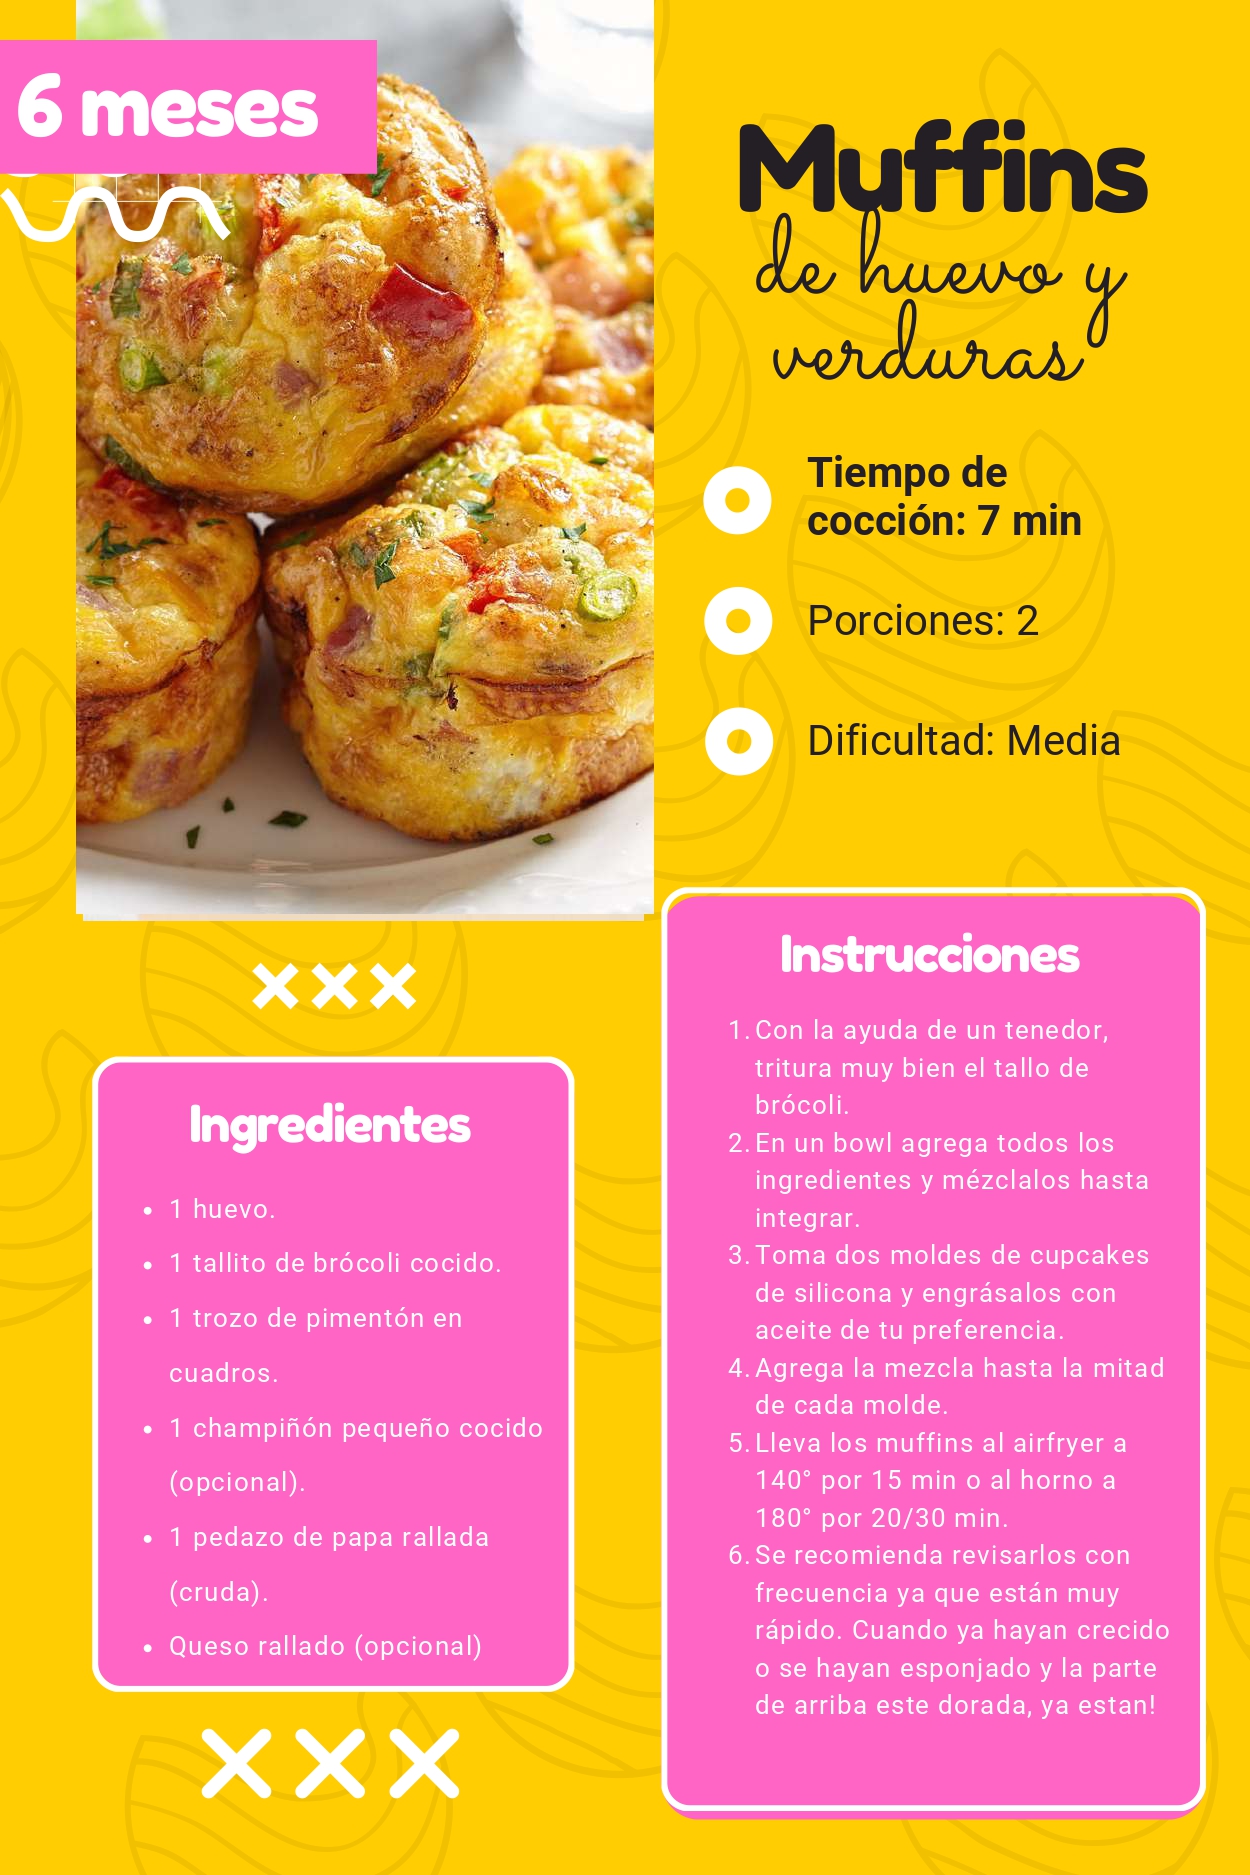 6 meses
Muffins
de huevo y
verduras
Tiempo de
cocción: 7 min
Porciones: 2
Dificultad: Media
Ingredientes
• 1 huevo.
• 1 tallito de brócoli cocido.
• 1 trozo de pimentón en
cuadros.
• 1 champiñón pequeño cocido
(opcional).
• 1 pedazo de papa rallada
(cruda).
• Queso rallado (opcional)
Instrucciones
1. Con la ayuda de un tenedor,
tritura muy bien el tallo de
brócoli.
2. En un bowl agrega todos los
ingredientes y mézclalos hasta
integrar.
3. Toma dos moldes de cupcakes
de silicona y engrásalos con
aceite de tu preferencia.
4. Agrega la mezcla hasta la mitad
de cada molde.
5. Lleva los muffins al airfryer a
140° por 15 min o al horno a
180° por 20/30 min.
6. Se recomienda revisarlos con
frecuencia ya que están muy
rápido. Cuando ya hayan crecido
o se hayan esponjado y la parte
de arriba este dorada, ya estan!